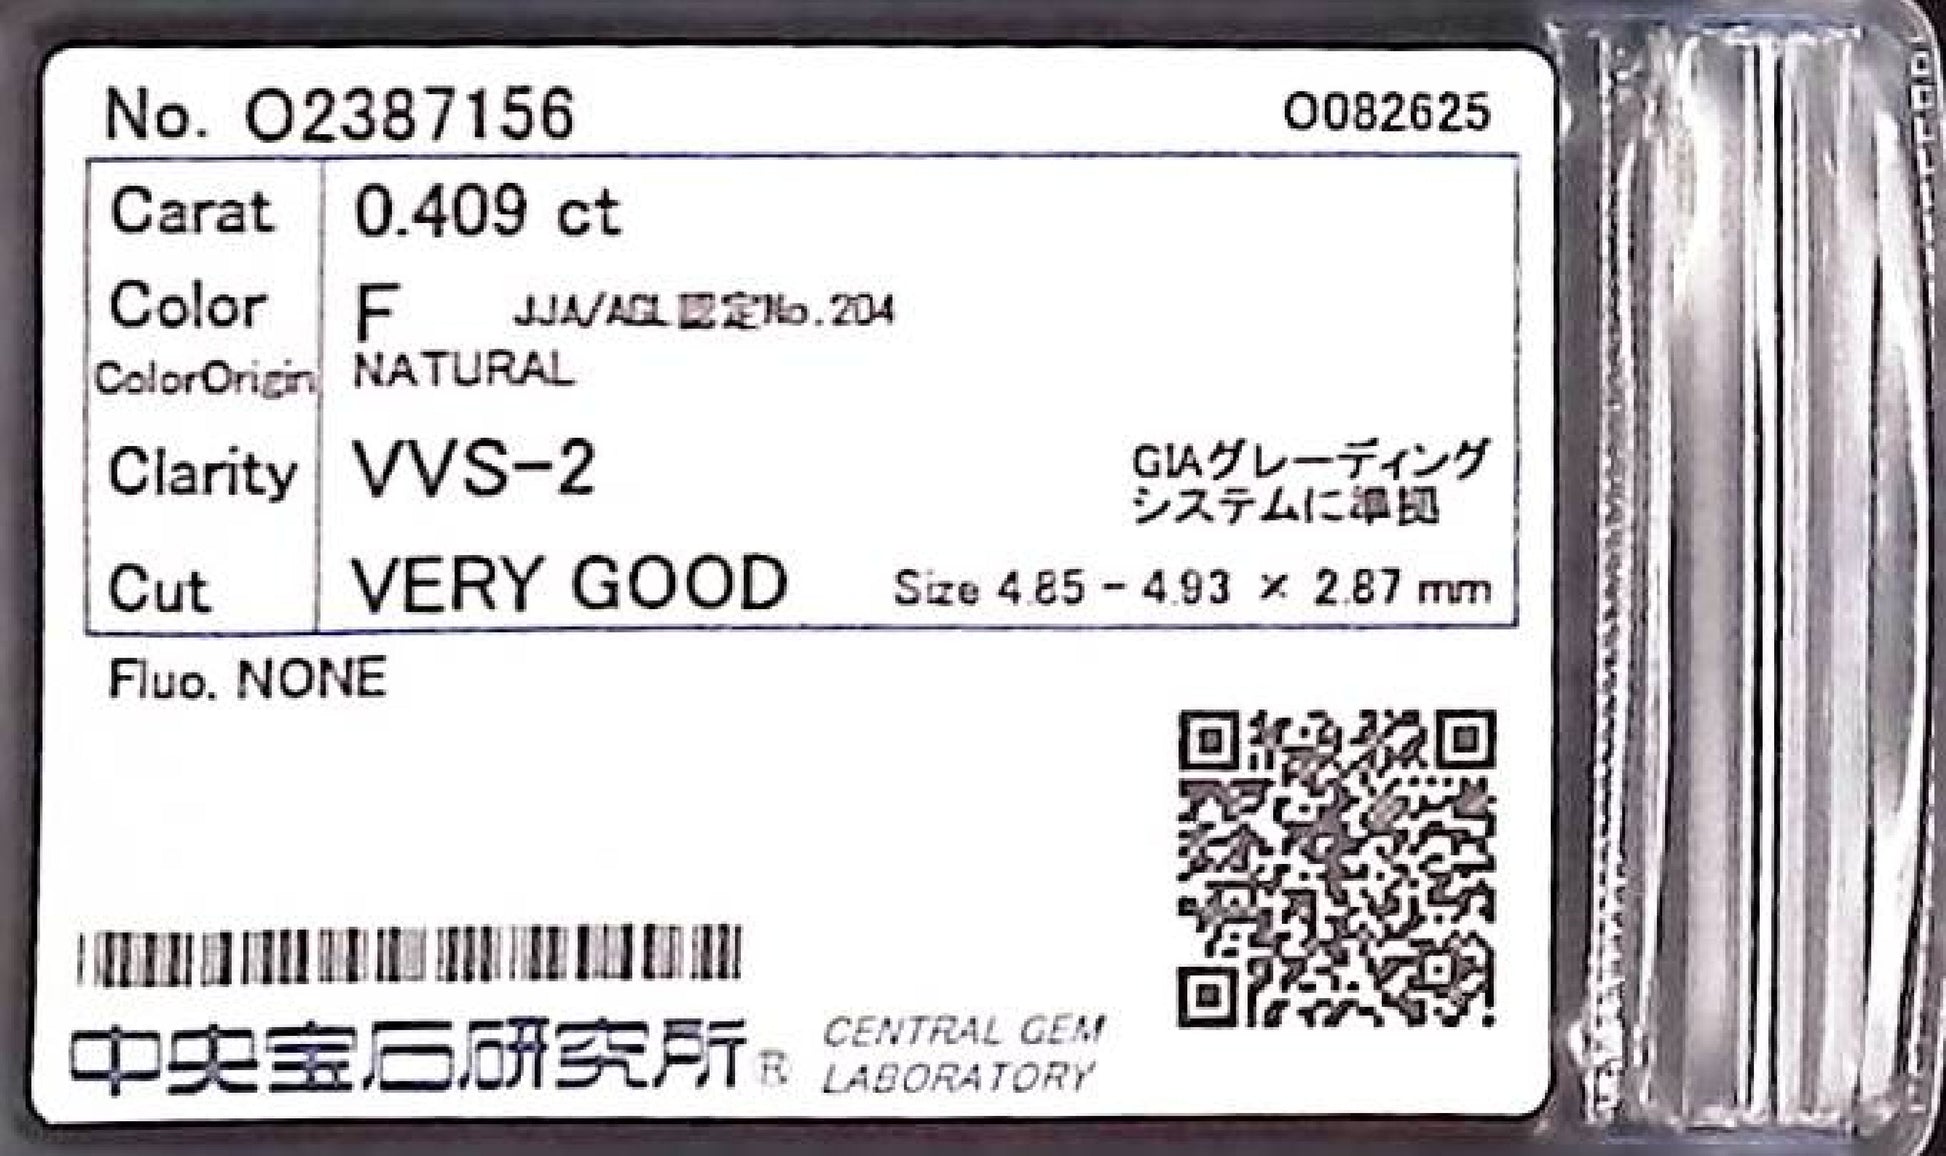 No. O2387156 O082625
Carat 0.409 ct
Color F JJA/AGL認定No.204
ColorOrigin NATURAL
Clarity VVS-2 GIAグレーディング
システムに準拠
Cut VERY GOOD Size 4.85 - 4.93 × 2.87 mm
Fluo. NONE
中央宝石研究所® CENTRAL GEM
LABORATORY